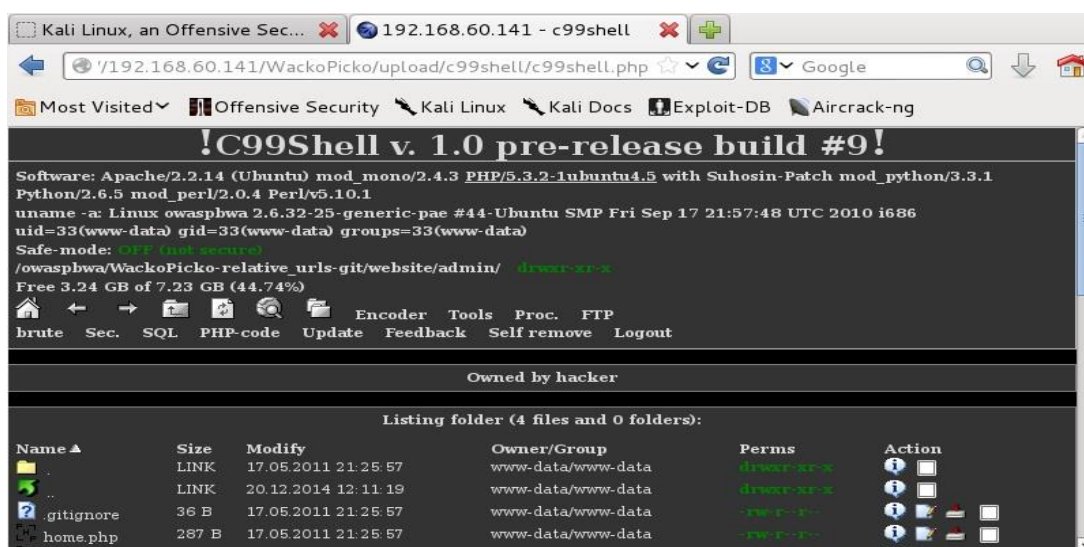 Kali Linux, an Offensive Sec... 192.168.60.141 - c99shell
'/192.168.60.141/WackoPicko/upload/c99shell/c99shell.php 8 Google
Most Visited Offensive Security Kali Linux Kali Docs Exploit-DB Aircrack-ng
!C99Shell v. 1.0 pre-release build #9!
Software: Apache/2.2.14 (Ubuntu) mod_mono/2.4.3 PHP/5.3.2-1ubuntu4.5 with Suhosin-Patch mod_python/3.3.1
Python/2.6.5 mod_perl/2.0.4 Perl/v5.10.1
uname -a: Linux owaspbwa 2.6.32-25-generic-pae #44-Ubuntu SMP Fri Sep 17 21:57:48 UTC 2010 i686
uid=33(www-data) gid=33(www-data) groups=33(www-data)
Safe-mode: OFF (not secure)
/owaspbwa/WackoPicko-relative_urls-git/website/admin/ drwxr-xr-x
Free 3.24 GB of 7.23 GB (44.74%)
Encoder Tools Proc. FTP
brute Sec. SQL PHP-code Update Feedback Self remove Logout
Owned by hacker
Listing folder (4 files and 0 folders):
Name Size Modify Owner/Group Perms Action
. LINK 17.05.2011 21:25:57 www-data/www-data drwxr-xr-x
.. LINK 20.12.2014 12:11:19 www-data/www-data drwxr-xr-x
.gitignore 36 B 17.05.2011 21:25:57 www-data/www-data -rw-r--r--
home.php 287 B 17.05.2011 21:25:57 www-data/www-data -rw-r--r--